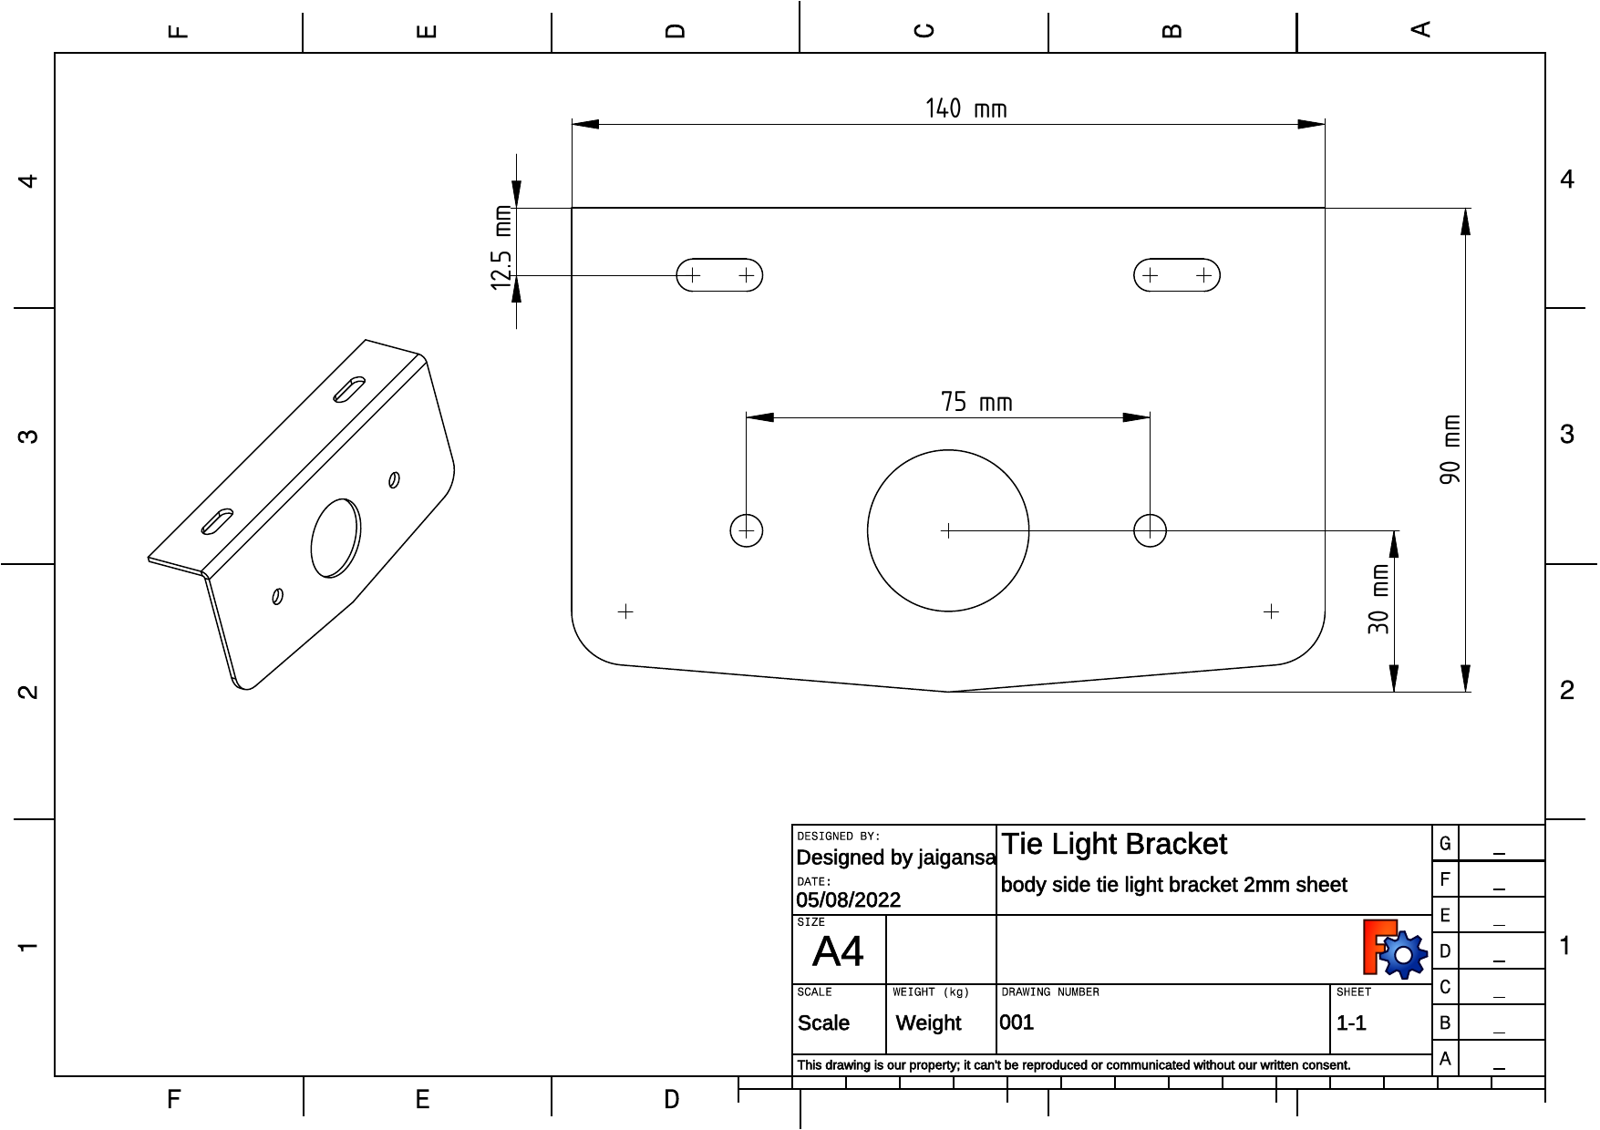 F E D C B A
140 mm
4 4
12.5 mm
75 mm
3 3
90 mm
30 mm
2 2
DESIGNED BY:
Designed by jaigansa
Tie Light Bracket
G _
DATE:
05/08/2022
body side tie light bracket 2mm sheet
F _
SIZE
A4
E _
D _
1 1
SCALE WEIGHT (kg) DRAWING NUMBER SHEET
C _
Scale Weight 001 1-1
B _
This drawing is our property; it can't be reproduced or communicated without our written consent.
A _
F E D